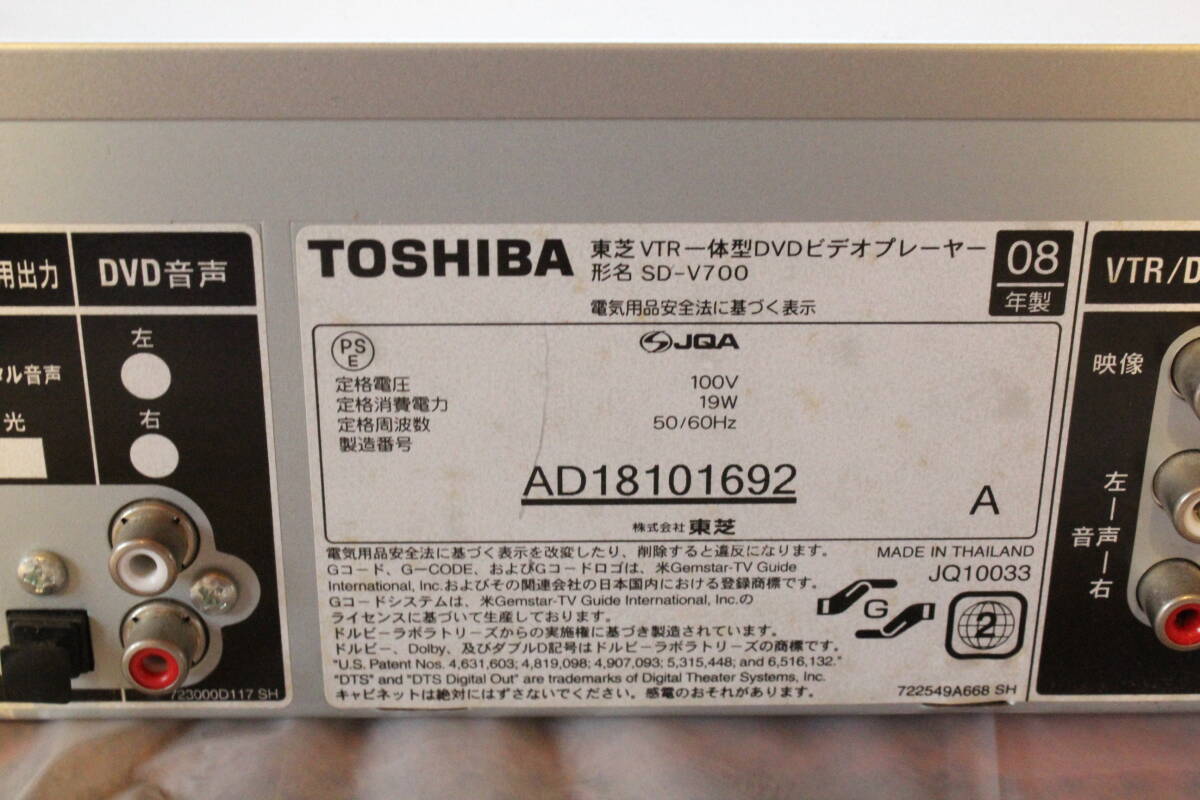 用出力
DVD音声
左
タル音声
右
光
723000D117 SH
TOSHIBA
東芝VTR一体型DVDビデオプレーヤー
形名 SD-V700
08
年製
電気用品安全法に基づく表示
PS
E
JQA
定格電圧 100V
定格消費電力 19W
定格周波数 50/60Hz
製造番号
AD18101692
A
株式会社 東芝
電気用品安全法に基づく表示を改変したり、削除すると違反になります。
Gコード、G-CODE、およびGコードロゴは、米Gemstar-TV Guide
International, Inc.およびその関連会社の日本国内における登録商標です。
Gコードシステムは、米Gemstar-TV Guide International, Inc.の
ライセンスに基づいて生産しております。
ドルビーラボラトリーズからの実施権に基づき製造されています。
ドルビー、Dolby、及びダブルD記号はドルビーラボラトリーズの商標です。
"U.S. Patent Nos. 4,631,603; 4,819,098; 4,907,093; 5,315,448; and 6,516,132."
"DTS" and "DTS Digital Out" are trademarks of Digital Theater Systems, Inc.
キャビネットは絶対にはずさないでください。感電のおそれがあります。
MADE IN THAILAND
JQ10033
G
2
722549A668 SH
VTR/D
映像
左
音声
右